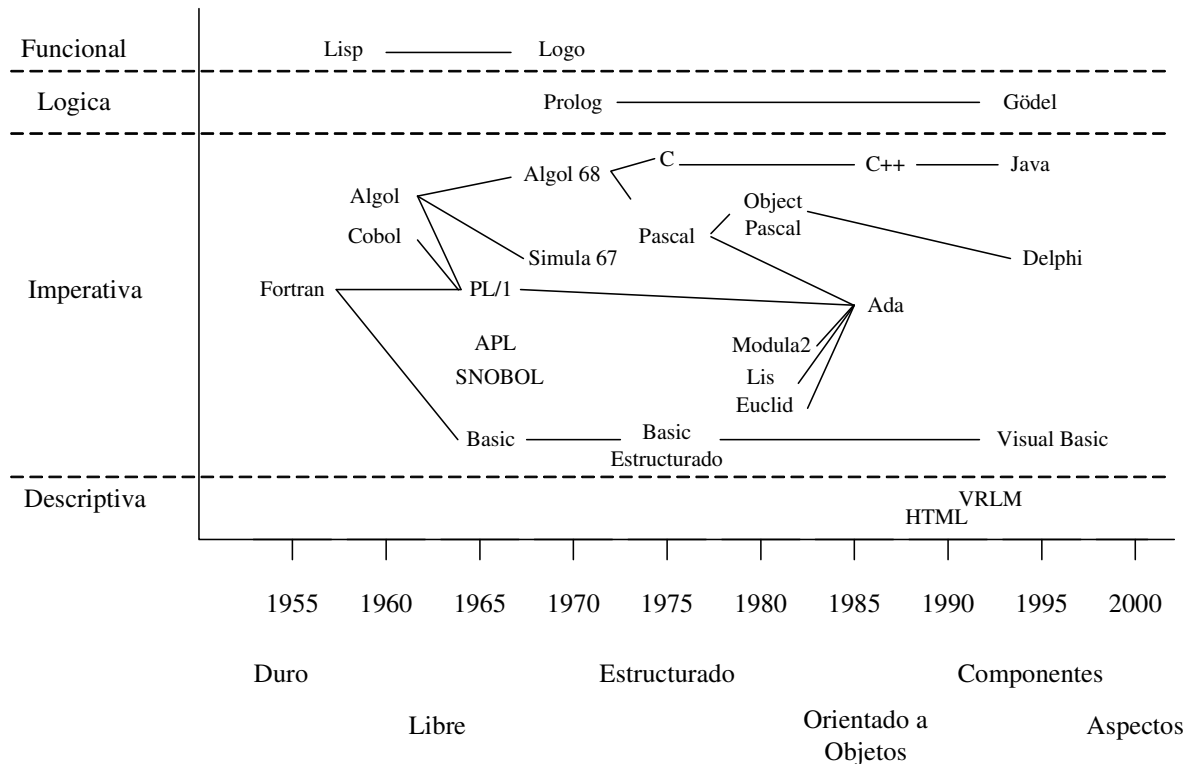 Funcional
Lisp
Logo
Logica
Prolog
Gödel
C
C++
Java
Algol 68
Algol
Object
Pascal
Cobol
Pascal
Simula 67
Delphi
Imperativa
Fortran
PL/1
Ada
APL
Modula2
SNOBOL
Lis
Euclid
Basic
Basic
Estructurado
Visual Basic
Descriptiva
VRLM
HTML
1955 1960 1965 1970 1975 1980 1985 1990 1995 2000
Duro
Estructurado
Componentes
Libre
Orientado a
Objetos
Aspectos